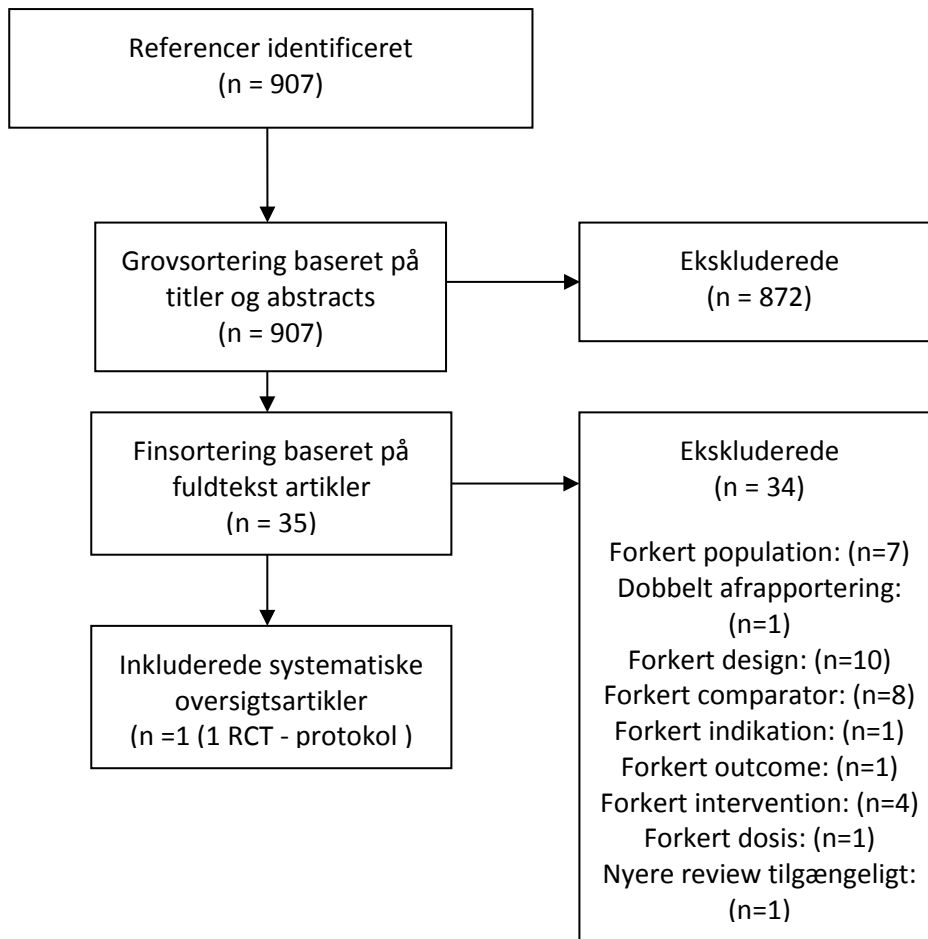 Referencer identificeret
(n = 907)
Grovsortering baseret på
titler og abstracts
(n = 907)
Ekskluderede
(n = 872)
Finsortering baseret på
fuldtekst artikler
(n = 35)
Ekskluderede
(n = 34)
Forkert population: (n=7)
Dobbelt afrapportering:
(n=1)
Forkert design: (n=10)
Forkert comparator: (n=8)
Forkert indikation: (n=1)
Forkert outcome: (n=1)
Forkert intervention: (n=4)
Forkert dosis: (n=1)
Nyere review tilgængeligt:
(n=1)
Inkluderede systematiske
oversigtsartikler
(n =1 (1 RCT - protokol )